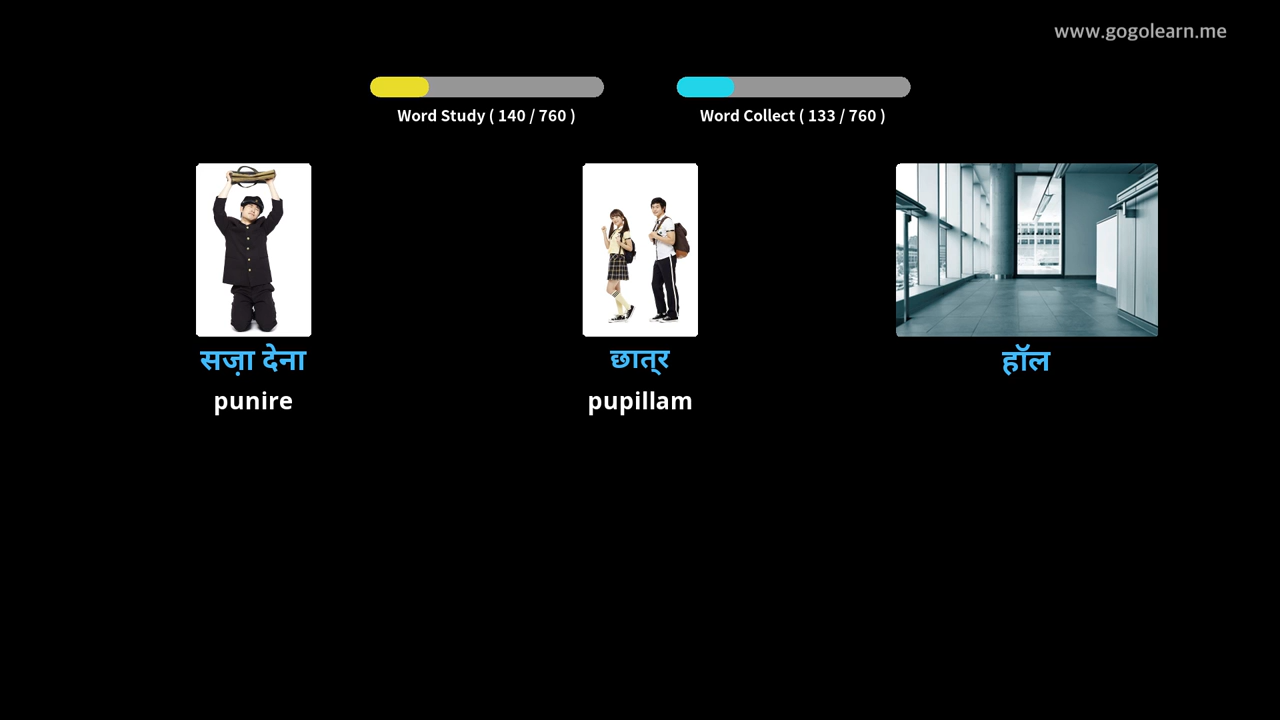 www.gogolearn.me
Word Study ( 140 / 760 )
Word Collect ( 133 / 760 )
सज़ा देना
छात्र
हॉल
punire
pupillam